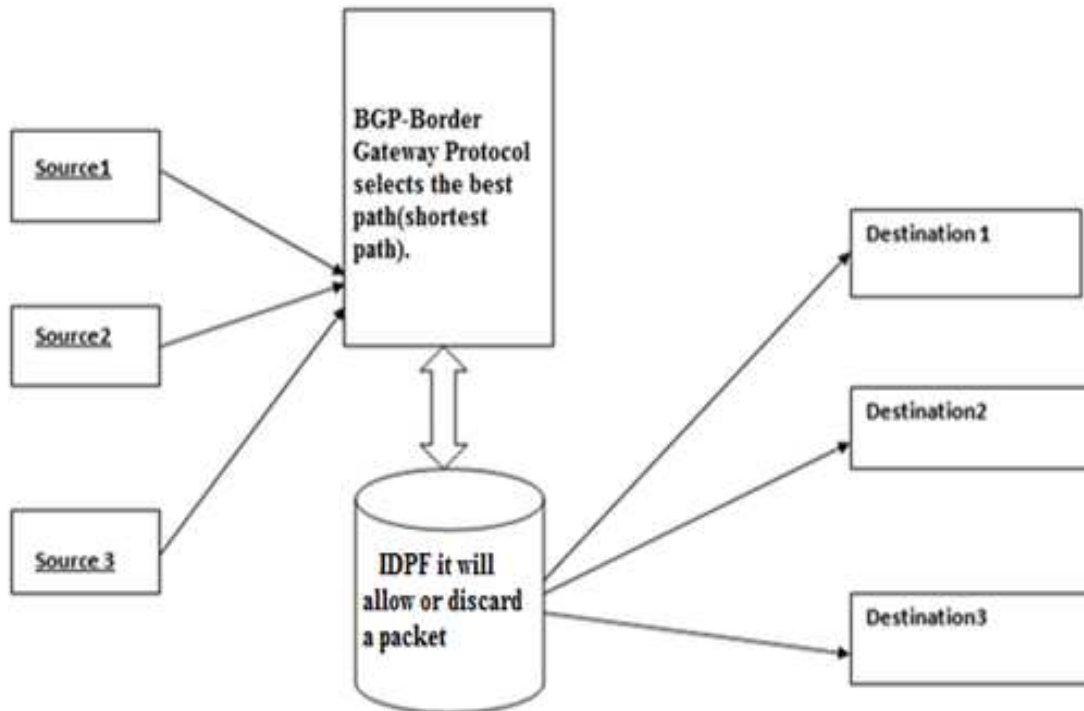 Source1
Source2
Source 3
BGP-Border
Gateway Protocol
selects the best
path(shortest
path).
IDPF it will
allow or discard
a packet
Destination 1
Destination2
Destination3